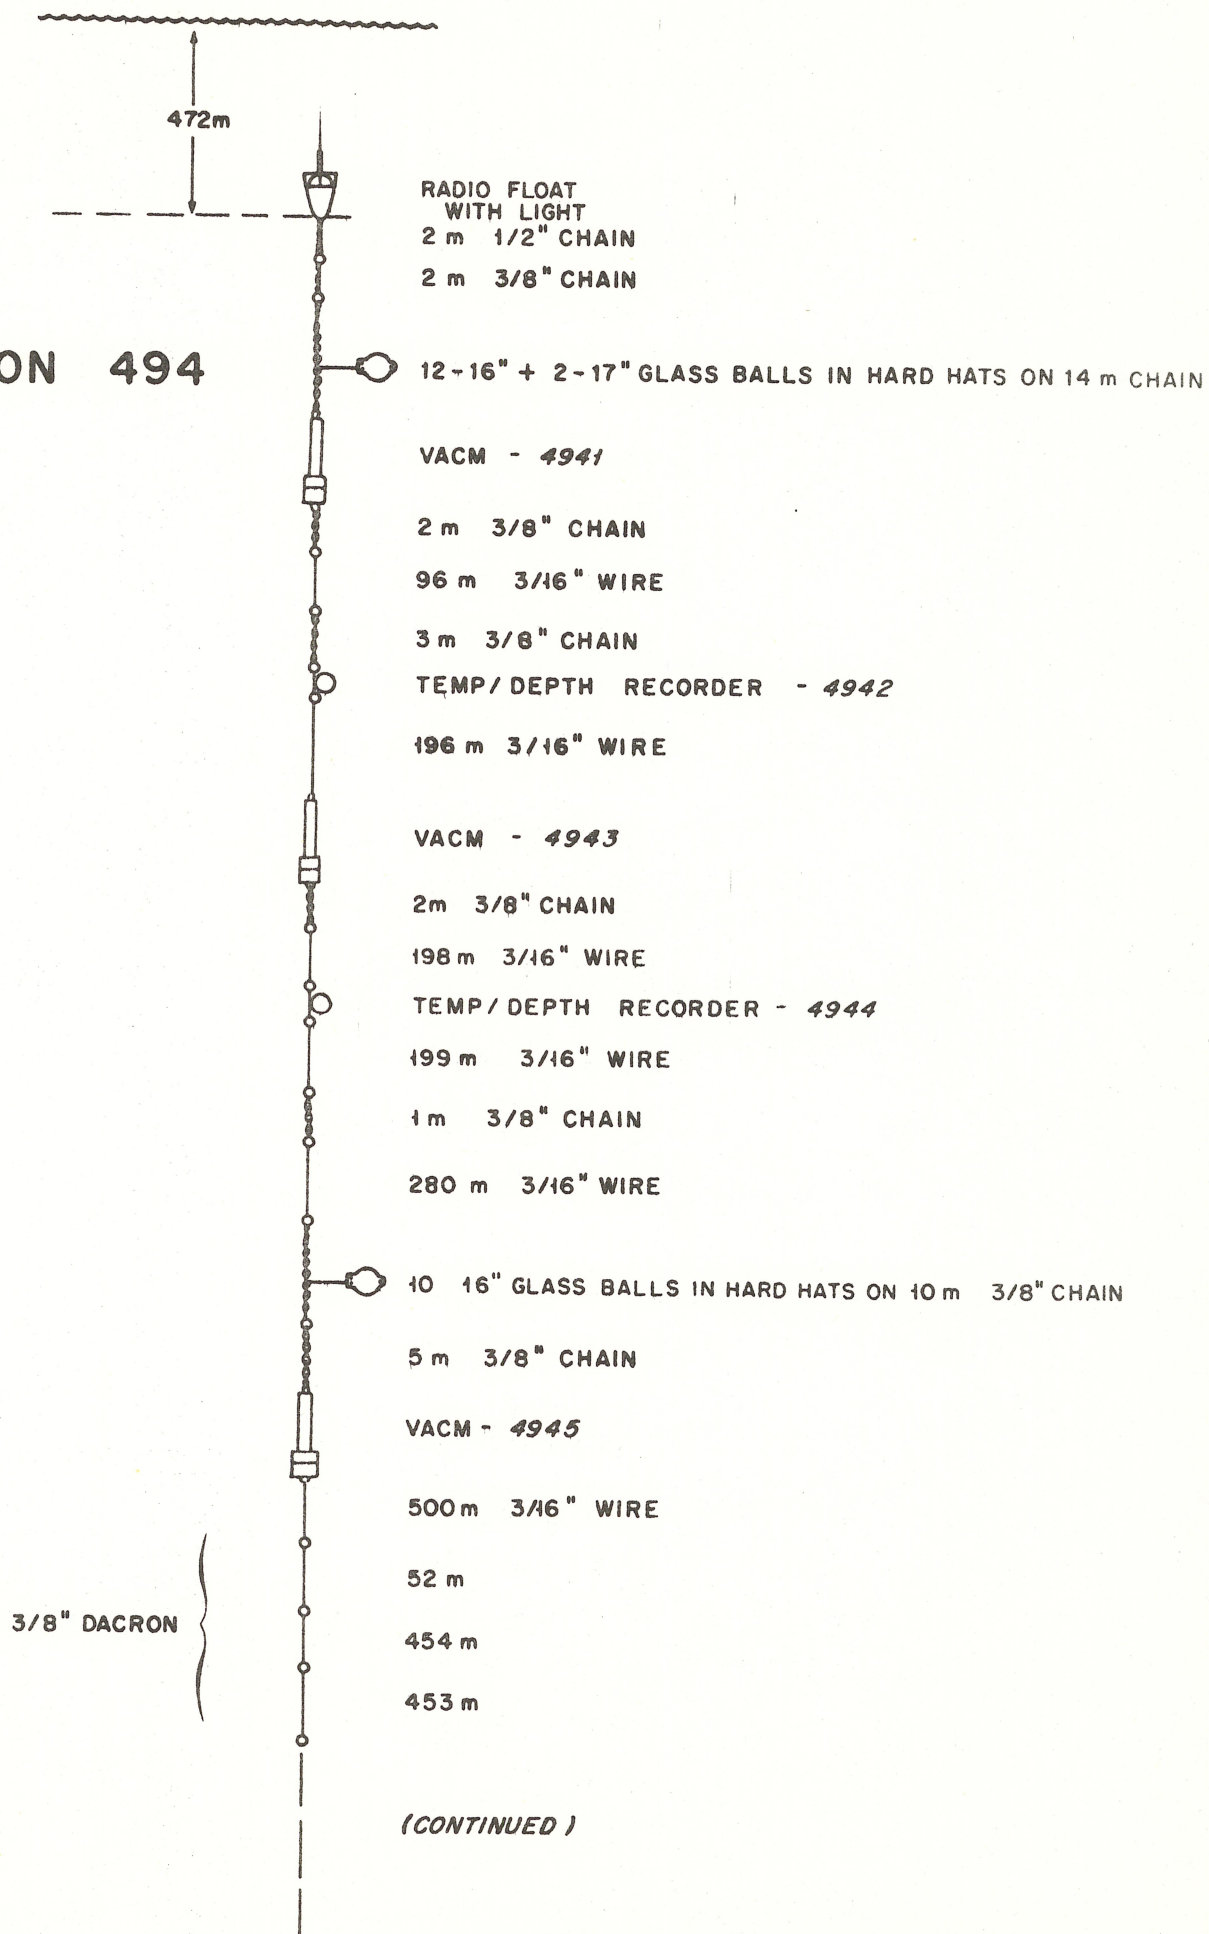 472m
RADIO FLOAT
WITH LIGHT
2 m 1/2" CHAIN
2 m 3/8" CHAIN
ON 494
12-16" + 2-17" GLASS BALLS IN HARD HATS ON 14 m CHAIN
VACM - 4941
2 m 3/8" CHAIN
96 m 3/16" WIRE
3 m 3/8" CHAIN
TEMP/DEPTH RECORDER - 4942
196 m 3/16" WIRE
VACM - 4943
2m 3/8" CHAIN
198 m 3/16" WIRE
TEMP/DEPTH RECORDER - 4944
199 m 3/16" WIRE
1 m 3/8" CHAIN
280 m 3/16" WIRE
10 16" GLASS BALLS IN HARD HATS ON 10 m 3/8" CHAIN
5 m 3/8" CHAIN
VACM - 4945
500 m 3/16" WIRE
52 m
3/8" DACRON
454 m
453 m
(CONTINUED)